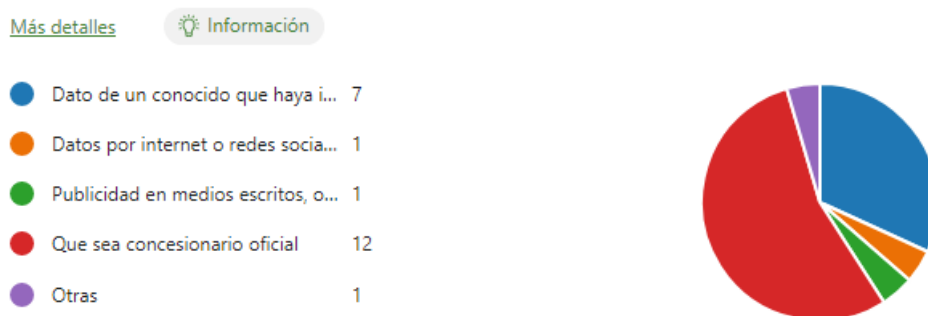 Más detalles Información
Dato de un conocido que haya i... 7
Datos por internet o redes socia... 1
Publicidad en medios escritos, o... 1
Que sea concesionario oficial 12
Otras 1